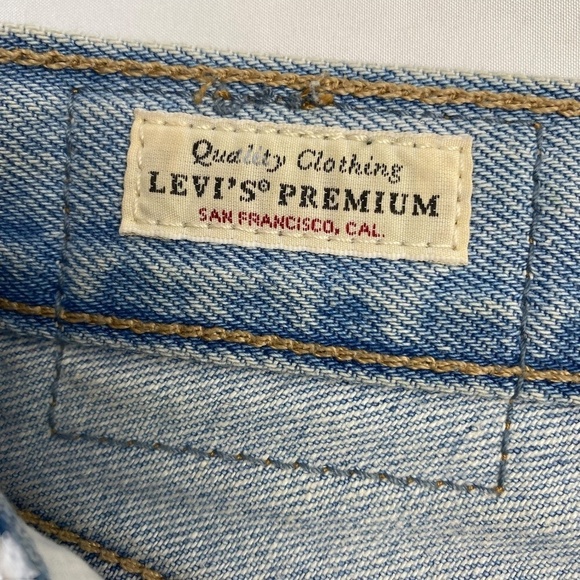 Quality Clothing
LEVI'S® PREMIUM
SAN FRANCISCO, CAL.